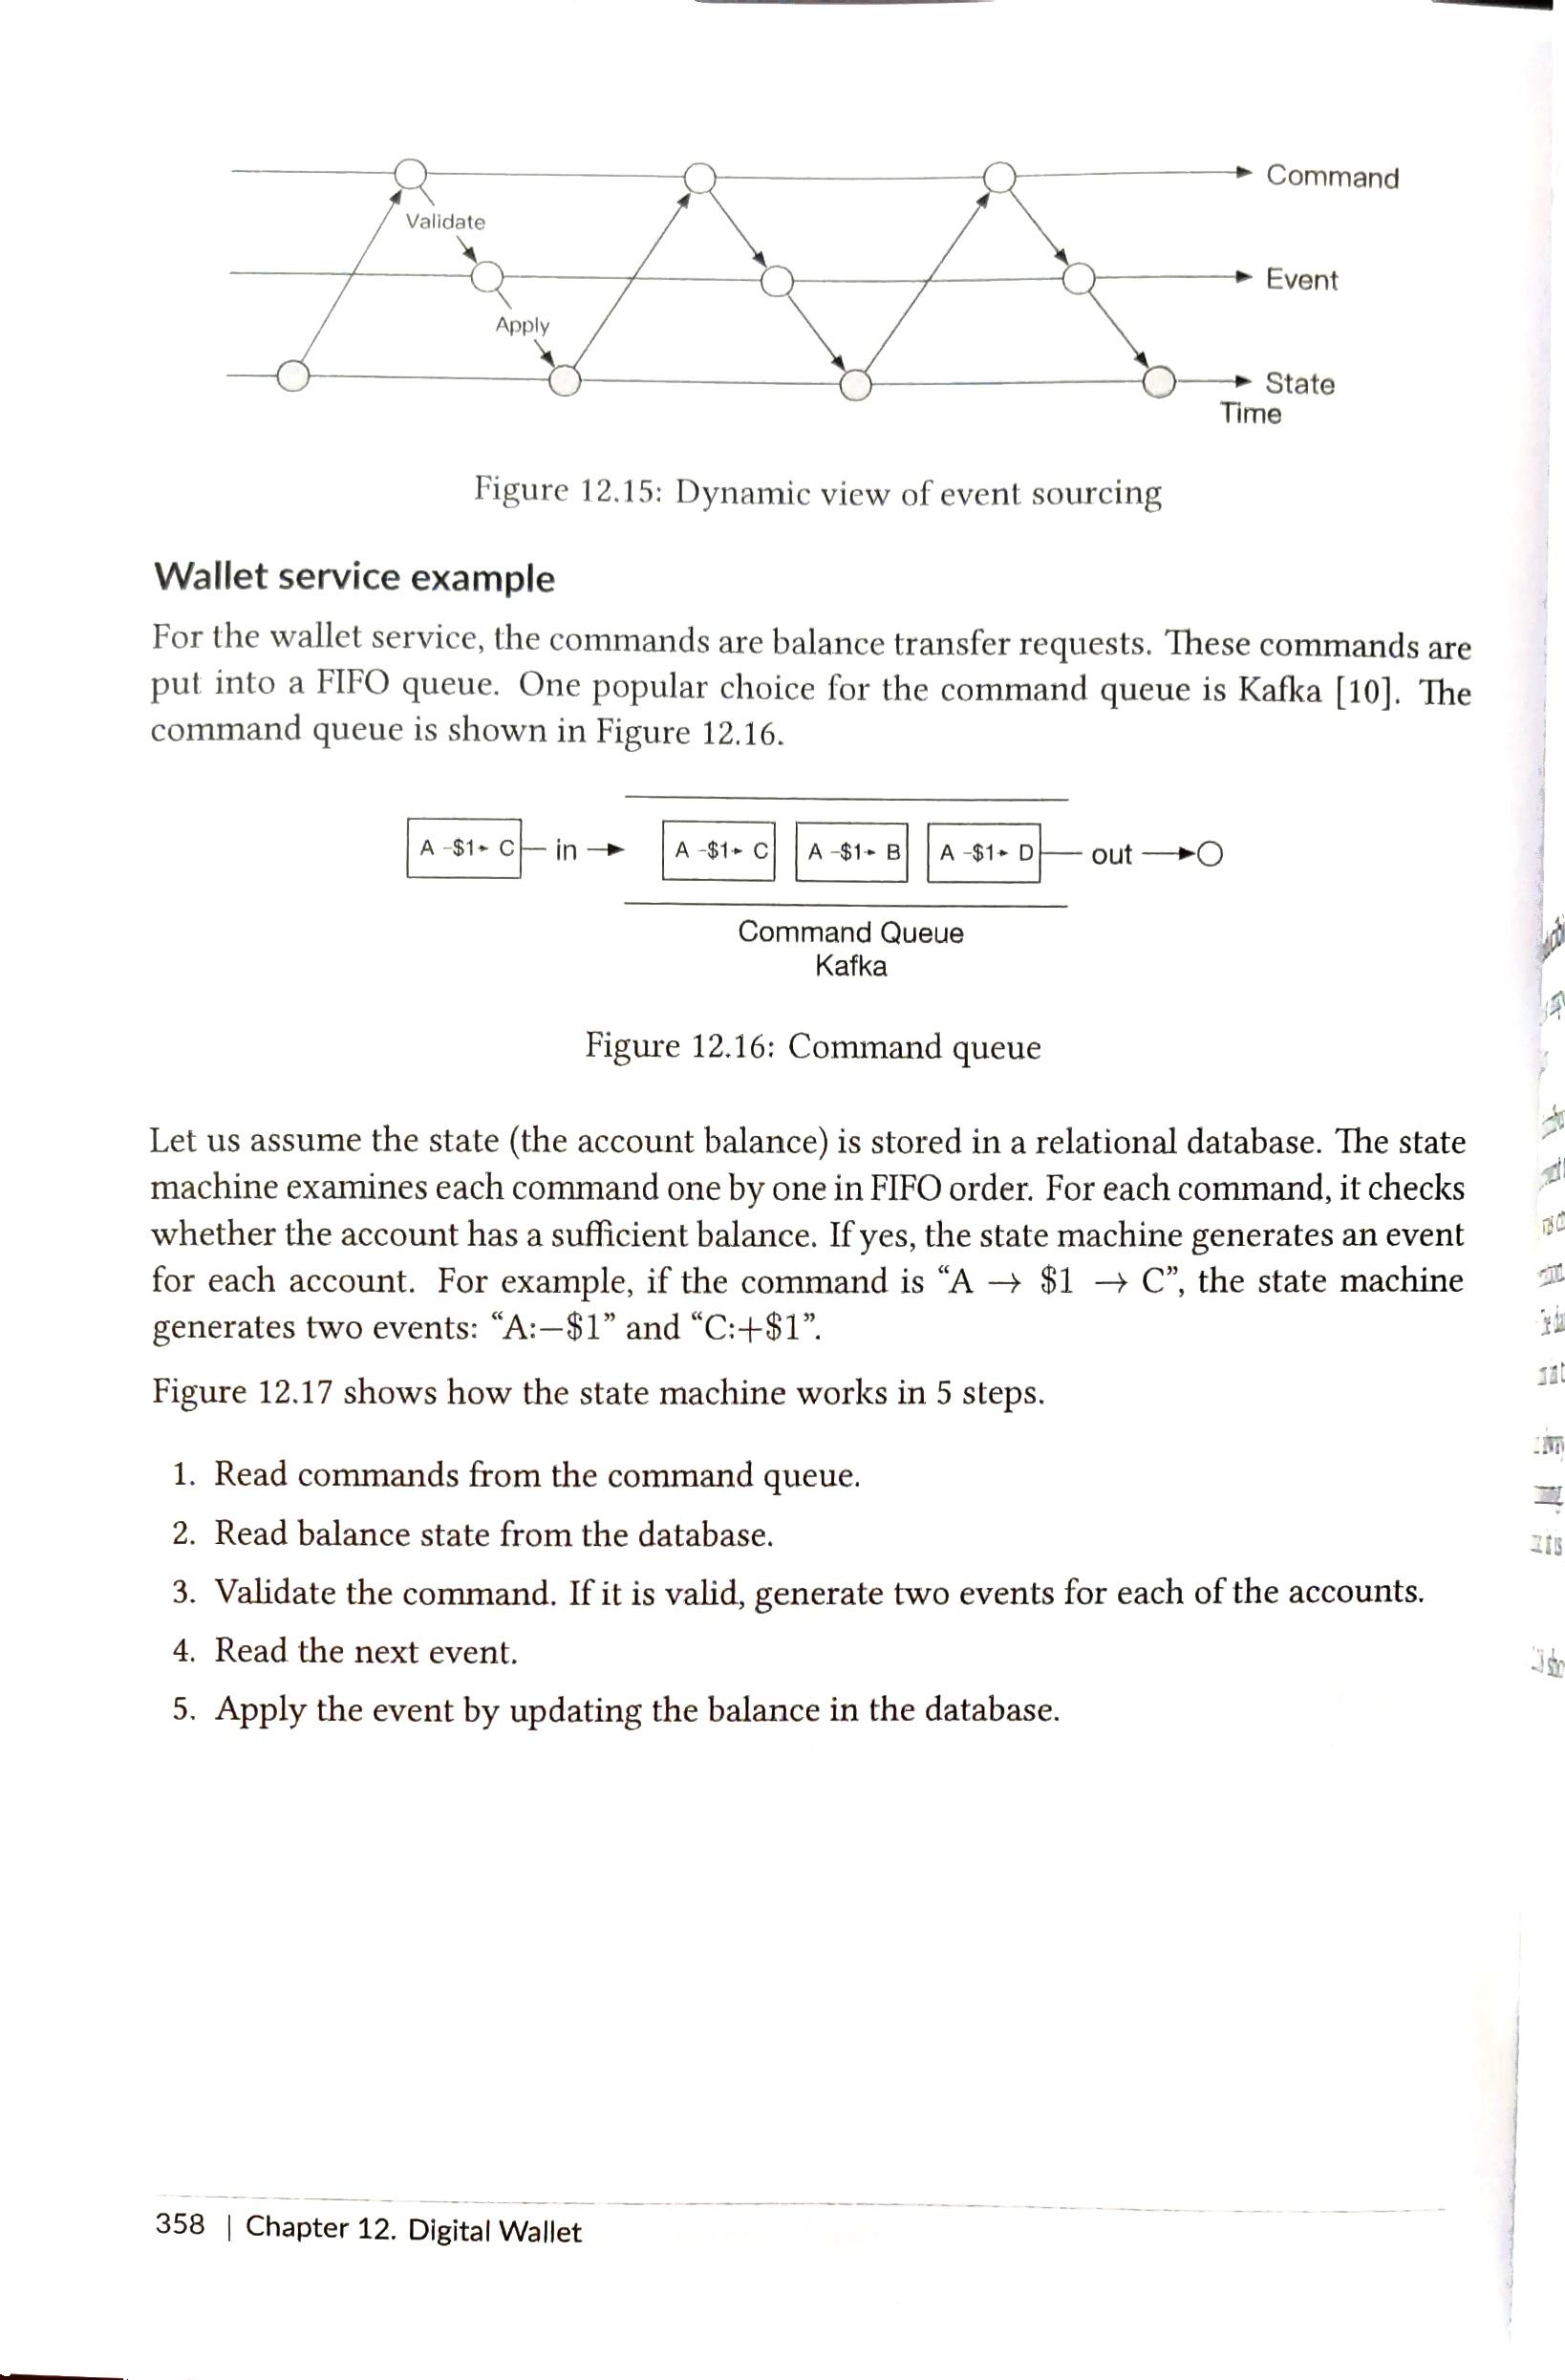 Command
Validate
Event
Apply
State
Time
Figure 12.15: Dynamic view of event sourcing
Wallet service example
For the wallet service, the commands are balance transfer requests. These commands are
put into a FIFO queue. One popular choice for the command queue is Kafka [10]. The
command queue is shown in Figure 12.16.
A -$1→ C in A -$1→ C A -$1→ B A -$1→ D out
Command Queue
Kafka
Figure 12.16: Command queue
Let us assume the state (the account balance) is stored in a relational database. The state
machine examines each command one by one in FIFO order. For each command, it checks
whether the account has a sufficient balance. If yes, the state machine generates an event
for each account. For example, if the command is “A → $1 → C”, the state machine
generates two events: “A:−$1” and “C:+$1”.
Figure 12.17 shows how the state machine works in 5 steps.
1. Read commands from the command queue.
2. Read balance state from the database.
3. Validate the command. If it is valid, generate two events for each of the accounts.
4. Read the next event.
5. Apply the event by updating the balance in the database.
358 | Chapter 12. Digital Wallet